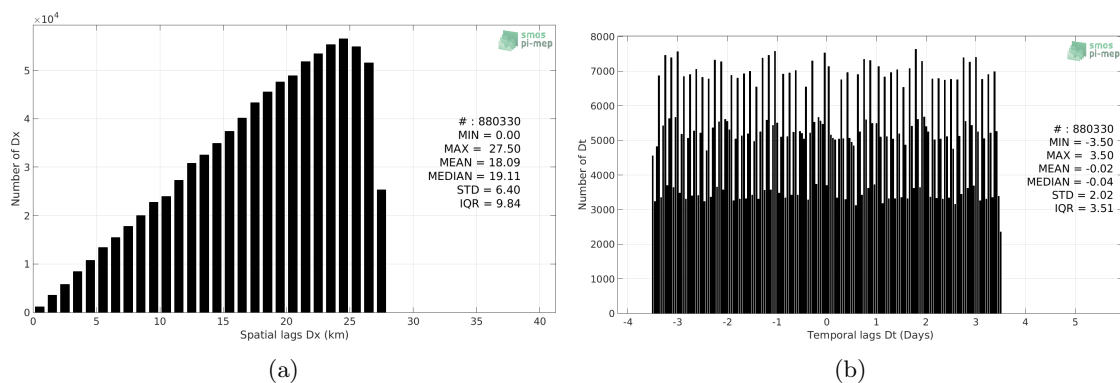 ×10⁴
5
4
3
2
1
0
0 5 10 15 20 25 30 35 40
Number of Dx
Spatial lags Dx (km)
smos
pi-mep
# : 880330
MIN = 0.00
MAX = 27.50
MEAN = 18.09
MEDIAN = 19.11
STD = 6.40
IQR = 9.84
(a)
8000
7000
6000
5000
4000
3000
2000
1000
0
-4 -3 -2 -1 0 1 2 3 4 5
Number of Dt
Temporal lags Dt (Days)
smos
pi-mep
# : 880330
MIN = -3.50
MAX = 3.50
MEAN = -0.02
MEDIAN = -0.04
STD = 2.02
IQR = 3.51
(b)